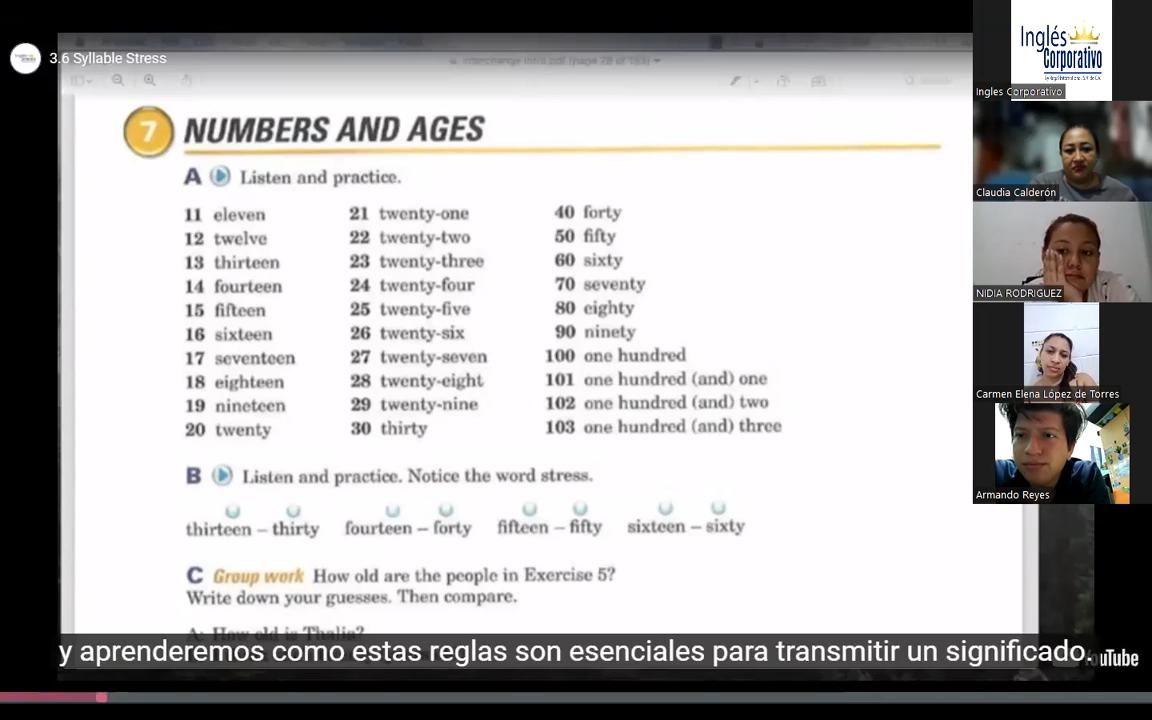 3.6 Syllable Stress
7 NUMBERS AND AGES
A Listen and practice.
11 eleven 21 twenty-one 40 forty
12 twelve 22 twenty-two 50 fifty
13 thirteen 23 twenty-three 60 sixty
14 fourteen 24 twenty-four 70 seventy
15 fifteen 25 twenty-five 80 eighty
16 sixteen 26 twenty-six 90 ninety
17 seventeen 27 twenty-seven 100 one hundred
18 eighteen 28 twenty-eight 101 one hundred (and) one
19 nineteen 29 twenty-nine 102 one hundred (and) two
20 twenty 30 thirty 103 one hundred (and) three
B Listen and practice. Notice the word stress.
thirteen – thirty fourteen – forty fifteen – fifty sixteen – sixty
C Group work How old are the people in Exercise 5?
Write down your guesses. Then compare.
A: How old is Thalia?
y aprenderemos como estas reglas son esenciales para transmitir un significado.
uTube
Inglés
Corporativo
Ingles Corporativo
Claudia Calderón
NIDIA RODRIGUEZ
Carmen Elena López de Torres
Armando Reyes